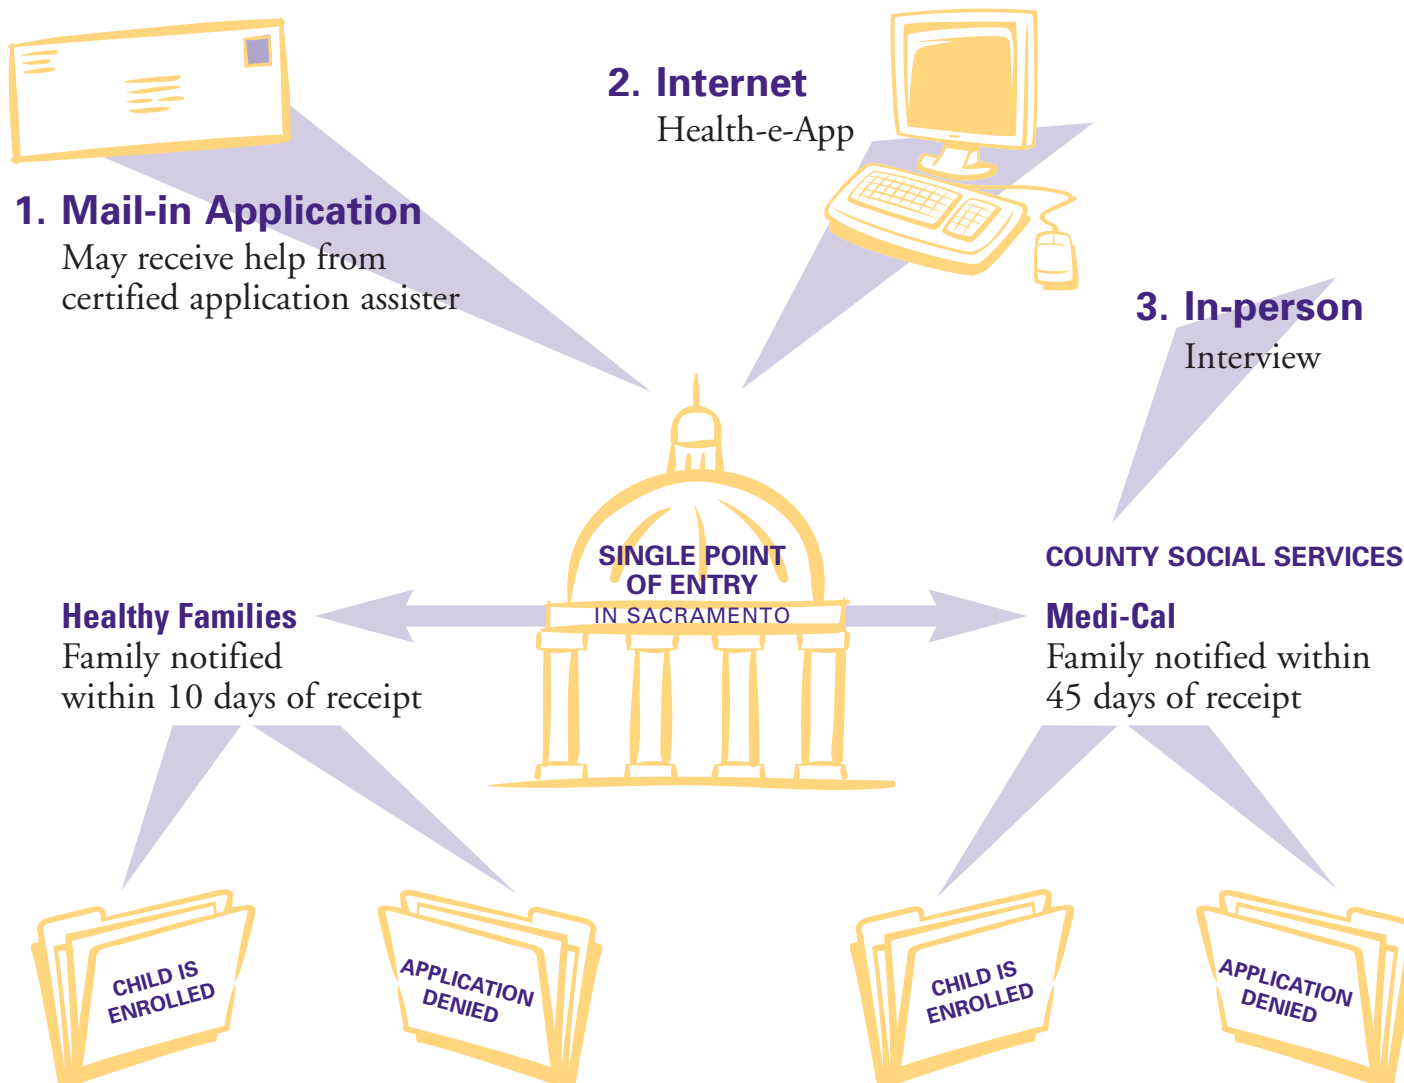 2. Internet
Health-e-App
1. Mail-in Application
May receive help from
certified application assister
3. In-person
Interview
SINGLE POINT
OF ENTRY
IN SACRAMENTO
COUNTY SOCIAL SERVICES
Healthy Families
Family notified
within 10 days of receipt
Medi-Cal
Family notified within
45 days of receipt
CHILD IS
ENROLLED
APPLICATION
DENIED
CHILD IS
ENROLLED
APPLICATION
DENIED